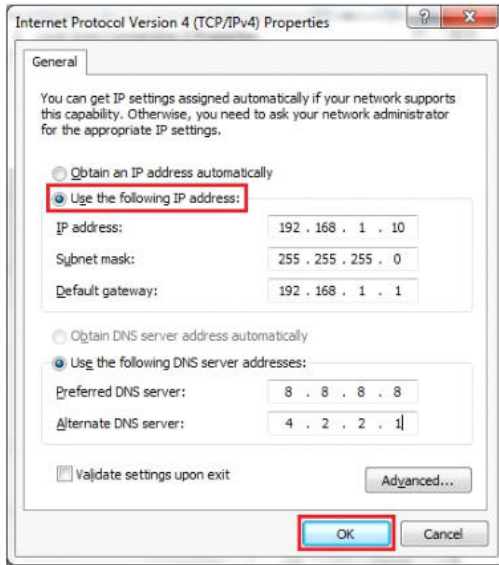 Internet Protocol Version 4 (TCP/IPv4) Properties
General
You can get IP settings assigned automatically if your network supports
this capability. Otherwise, you need to ask your network administrator
for the appropriate IP settings.
Obtain an IP address automatically
Use the following IP address:
IP address: 192 . 168 . 1 . 10
Subnet mask: 255 . 255 . 255 . 0
Default gateway: 192 . 168 . 1 . 1
Obtain DNS server address automatically
Use the following DNS server addresses:
Preferred DNS server: 8 . 8 . 8 . 8
Alternate DNS server: 4 . 2 . 2 . 1
Validate settings upon exit
Advanced...
OK Cancel